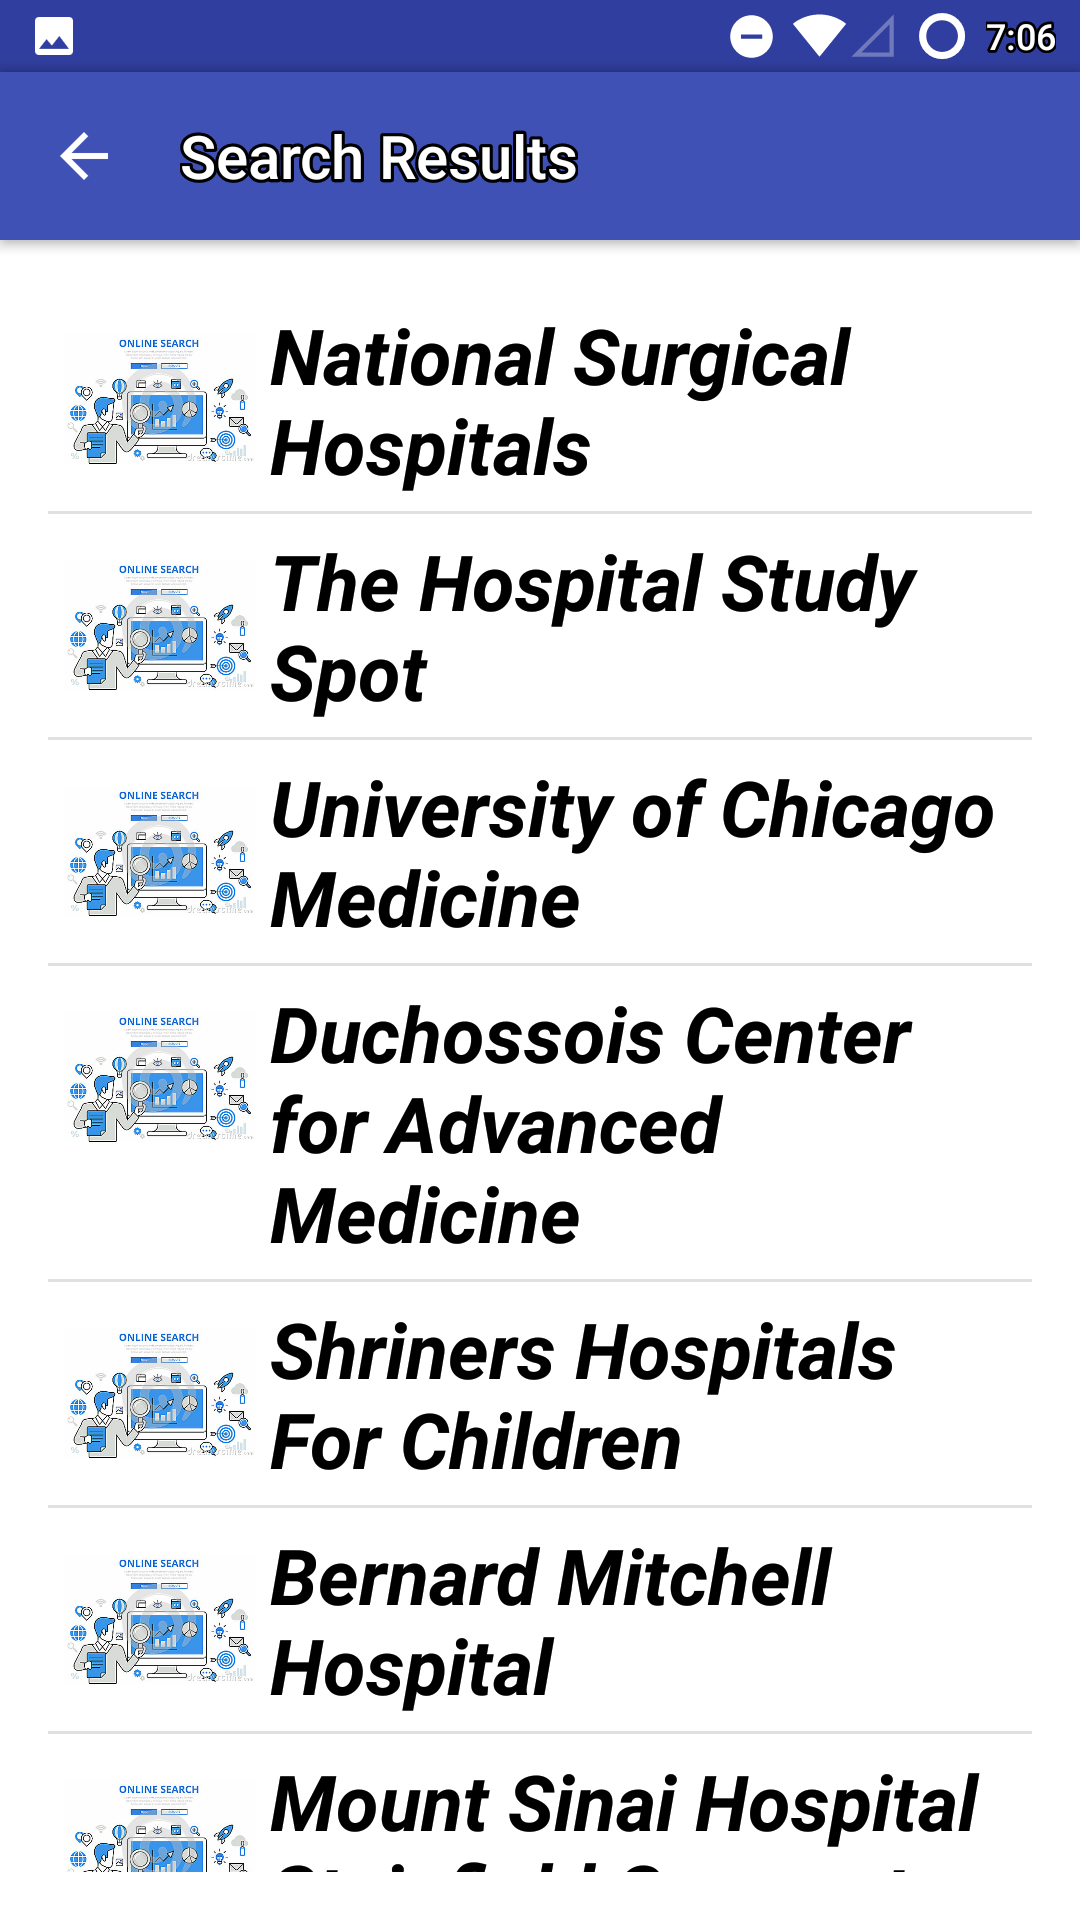 7:06
Search Results
ONLINE SEARCH
National Surgical
Hospitals
ONLINE SEARCH
The Hospital Study
Spot
ONLINE SEARCH
University of Chicago
Medicine
ONLINE SEARCH
Duchossois Center
for Advanced
Medicine
ONLINE SEARCH
Shriners Hospitals
For Children
ONLINE SEARCH
Bernard Mitchell
Hospital
ONLINE SEARCH
Mount Sinai Hospital